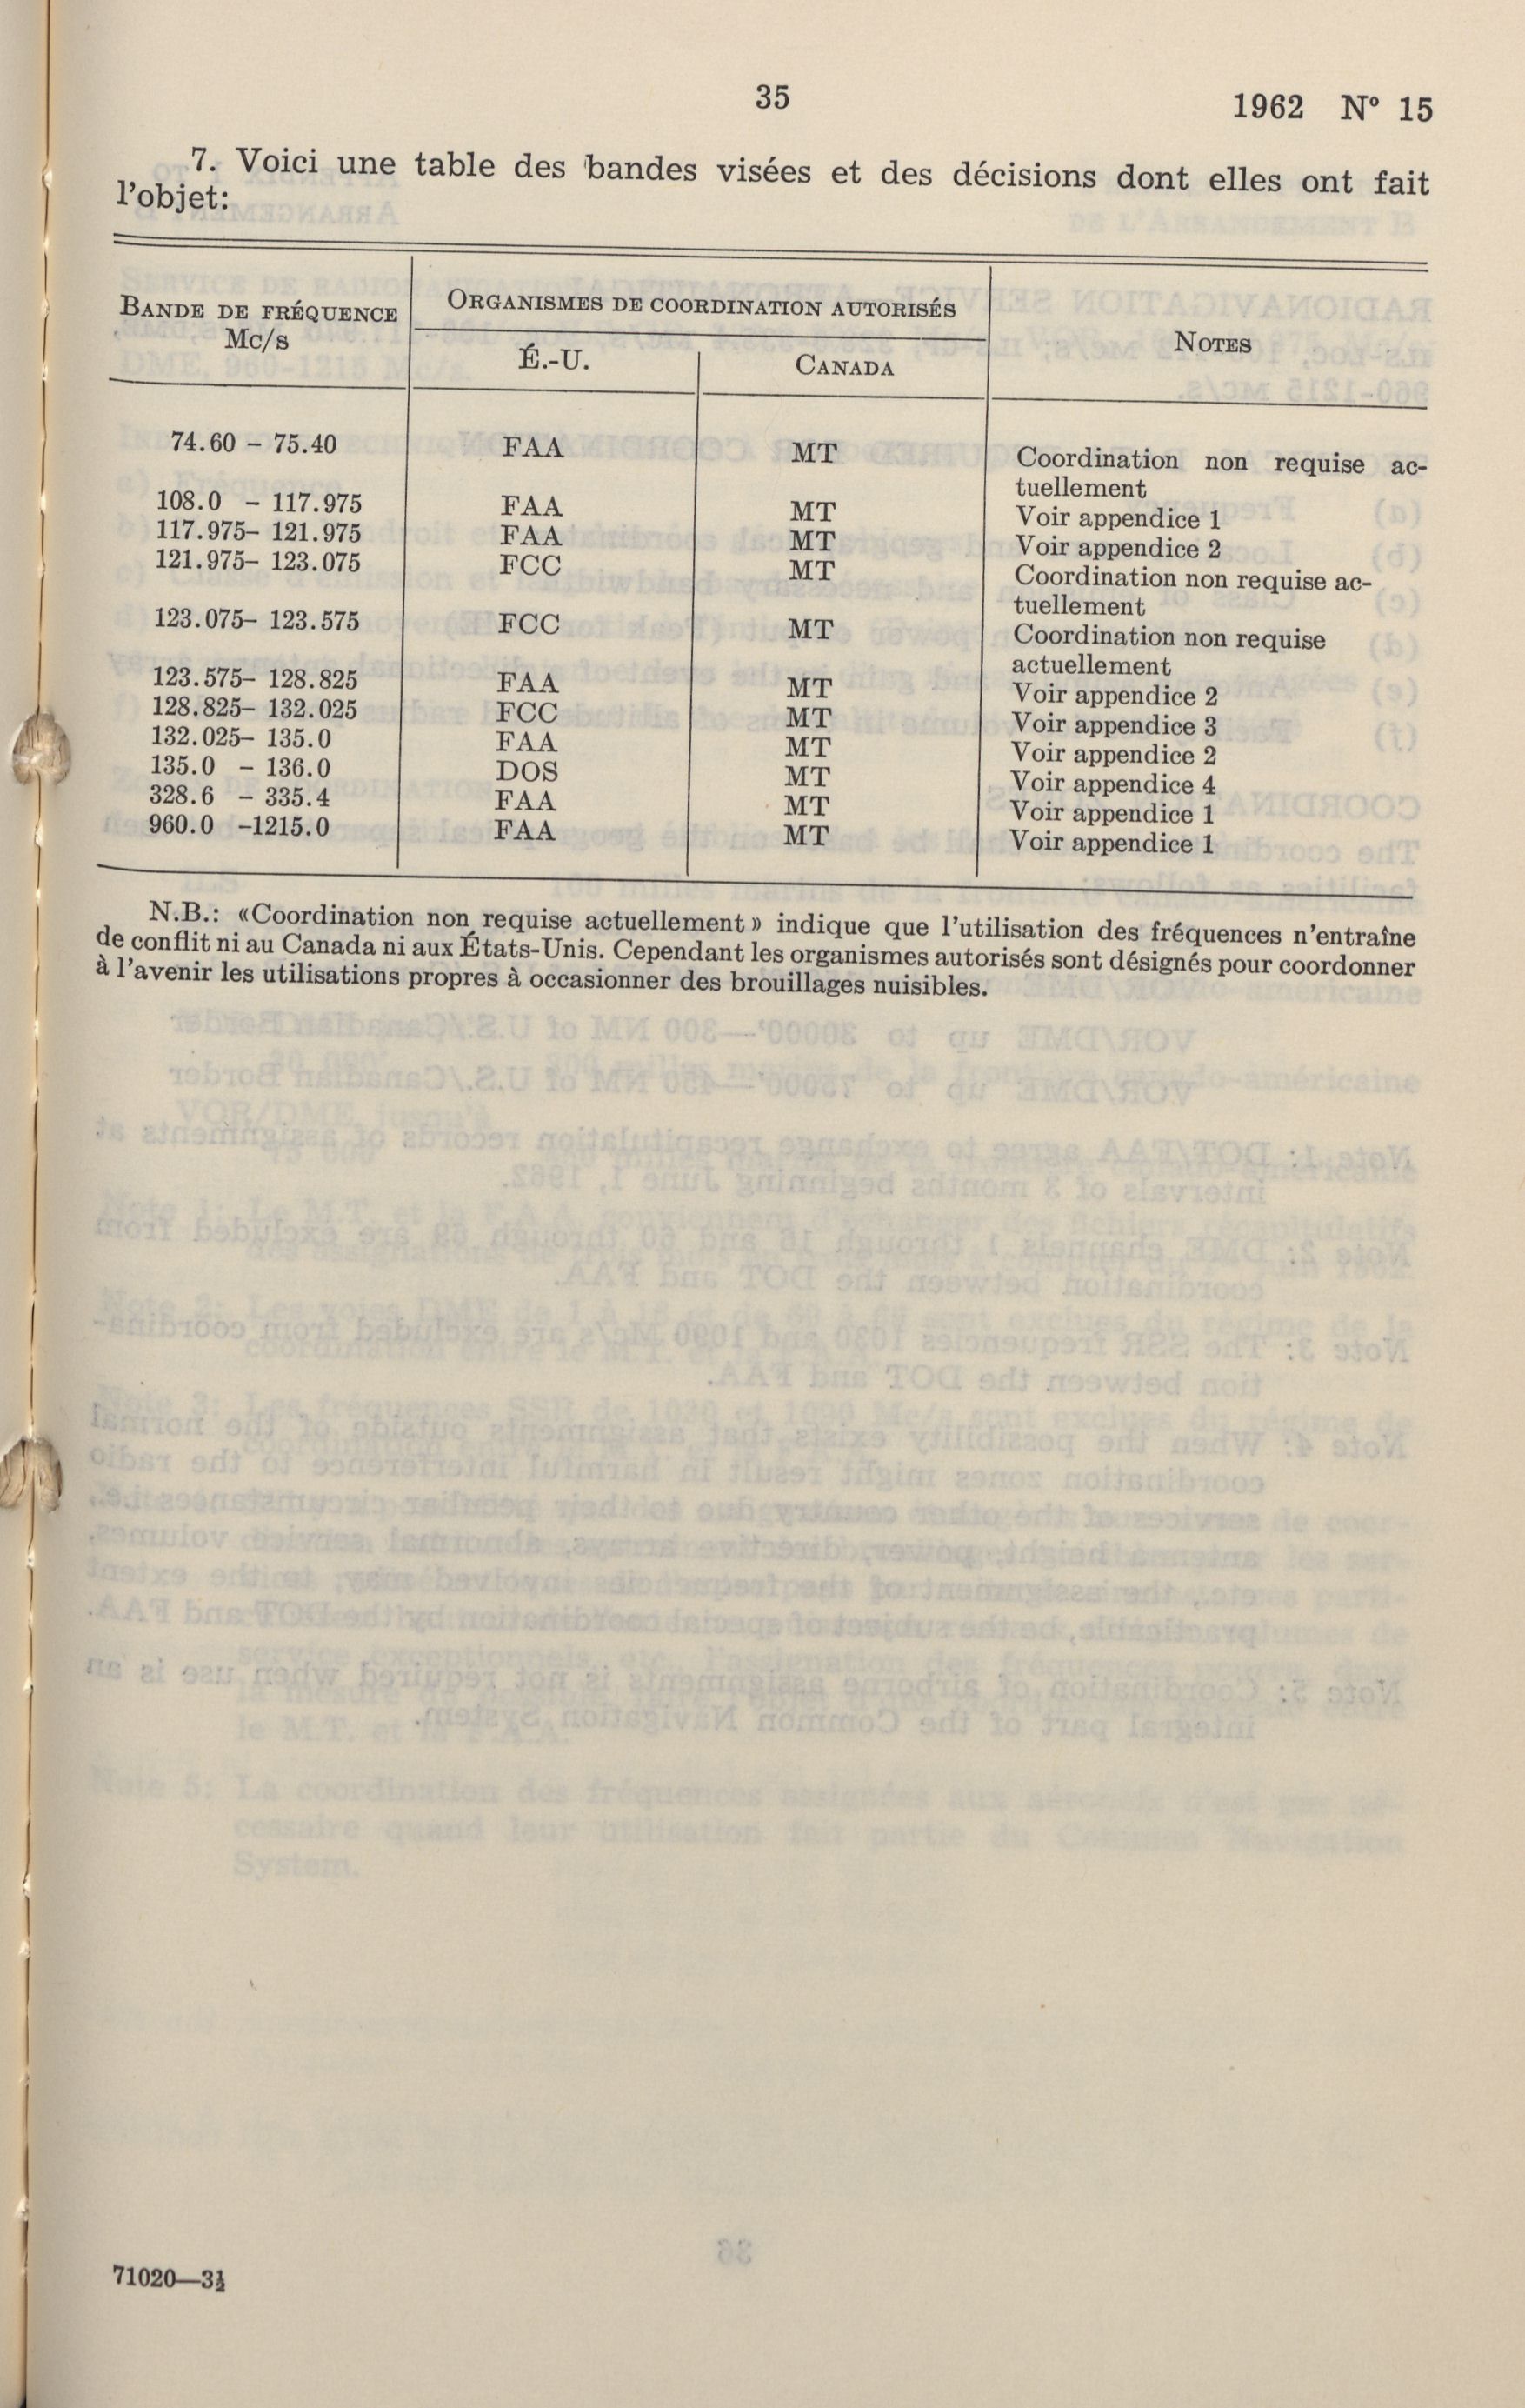 35
1962 Nº 15
7. Voici une table des bandes visées et des décisions dont elles ont fait
l'objet:
BANDE DE FRÉQUENCE
Mc/s
ORGANISMES DE COORDINATION AUTORISÉS
É.-U.
CANADA
NOTES
74.60 – 75.40 FAA MT Coordination non requise ac-
tuellement
108.0 – 117.975 FAA MT Voir appendice 1
117.975– 121.975 FAA MT Voir appendice 2
121.975– 123.075 FCC MT Coordination non requise ac-
tuellement
123.075– 123.575 FCC MT Coordination non requise
actuellement
123.575– 128.825 FAA MT Voir appendice 2
128.825– 132.025 FCC MT Voir appendice 3
132.025– 135.0 FAA MT Voir appendice 2
135.0 – 136.0 DOS MT Voir appendice 4
328.6 – 335.4 FAA MT Voir appendice 1
960.0 –1215.0 FAA MT Voir appendice 1
N.B.: «Coordination non requise actuellement» indique que l'utilisation des fréquences n'entraîne
de conflit ni au Canada ni aux États-Unis. Cependant les organismes autorisés sont désignés pour coordonner
à l'avenir les utilisations propres à occasionner des brouillages nuisibles.
71020—3½